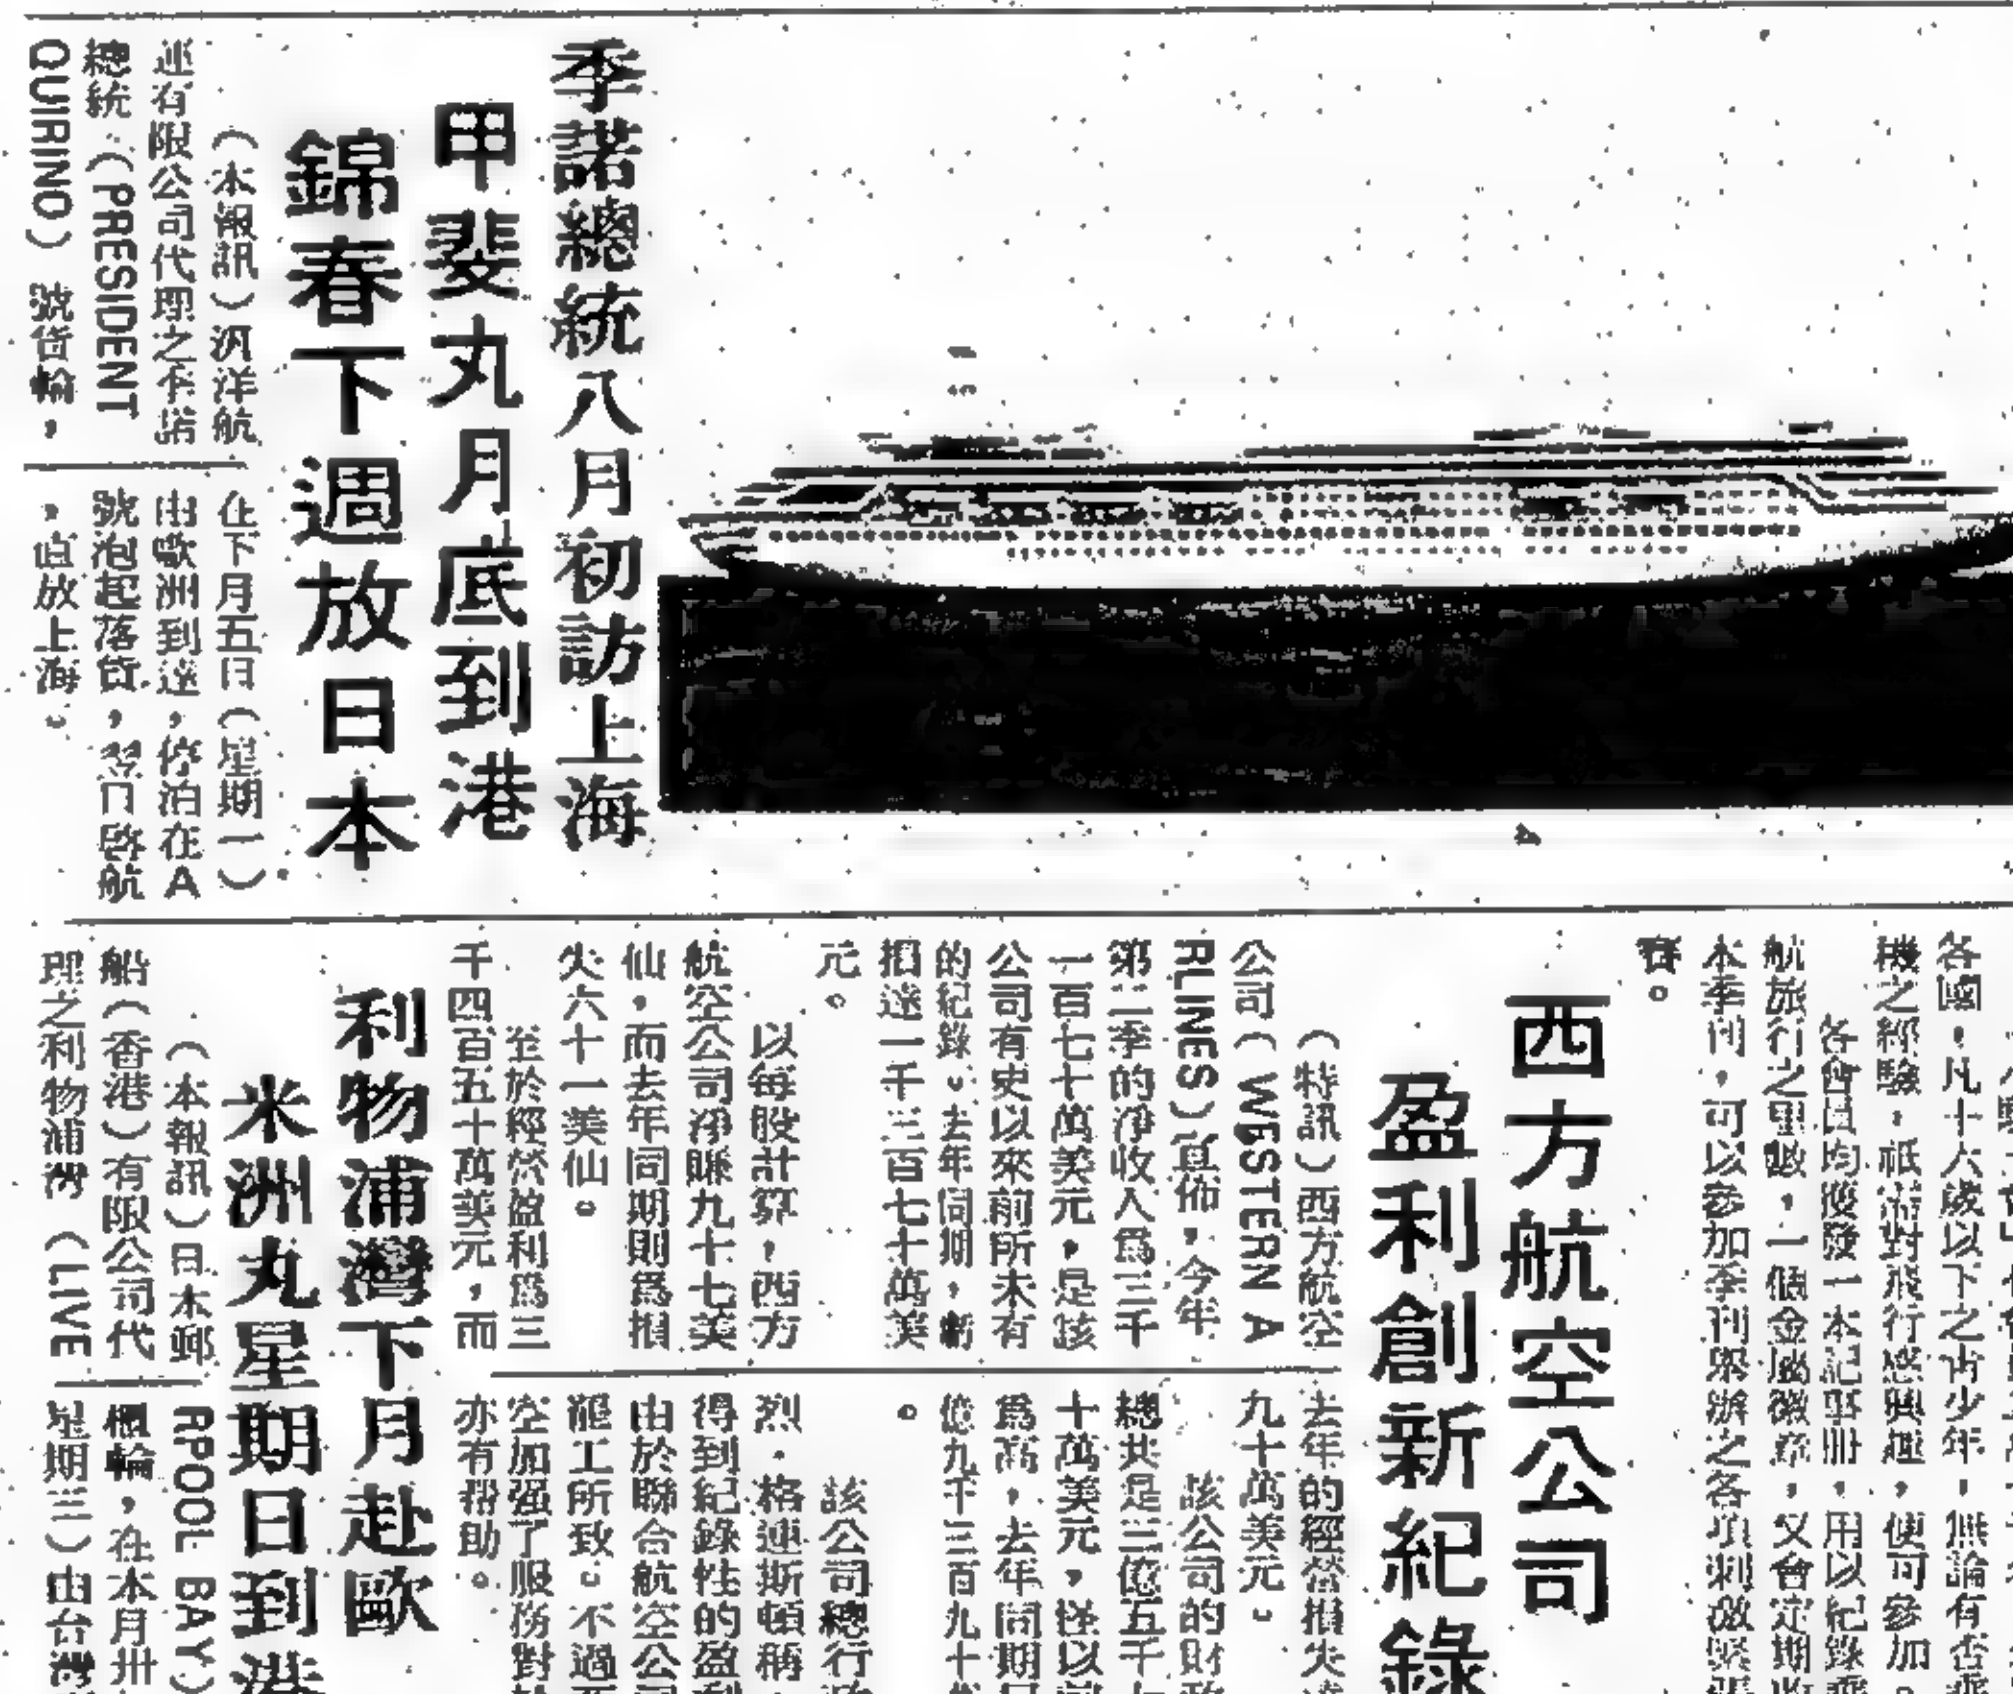 季諾總統八月初訪上海
甲斐丸月底到港
錦春下週放日本
（本報訊）汎洋航
運有限公司代理之季諾
總統（PRESIDENT
QUIRINO）號貨輪，
在下月五日（星期一）
由歐洲到達，停泊在A
號泡起落貨，翌日啓航
，直放上海。
各國，凡十六歲以下之青少年，無論有否乘
機之經驗，祇需對飛行感興趣，便可參加。
各會員均獲發一本記事册，用以紀錄乘
航旅行之里數，一個金屬徽章，又會定期收
本季刊，可以參加季刊舉辦之各項刺激緊張
賽。
西方航空公司
盈利創新紀錄
（特訊）西方航空
公司（WESTERN A
RLINES）宣佈，今年
第二季的淨收入爲三千
一百七十萬美元，是該
公司有史以來前所未有
的紀錄。去年同期，虧
損達一千三百七十萬美
元。
以每股計算，西方
航空公司淨賺九十七美
仙，而去年同期則爲損
失六十一美仙。
至於經營盈利爲三
千四百五十萬美元，而
去年的經營損失達
九十萬美元。
該公司的財政
總共是三億五千七
十萬美元，
爲高，去年同期
億九千三百九十
。
該公司總行政
烈・格連斯頓稱
得到紀錄性的盈利
由於聯合航空公司
罷工所致。不過
空加强了服務對
亦有帮助。
利物浦灣下月赴歐
米洲丸星期日到港
（本報訊）日本郵
船（香港）有限公司代
理之利物浦灣（LIVE
RPOOL BAY）
櫃輪，在本月卅
星期三）由台灣